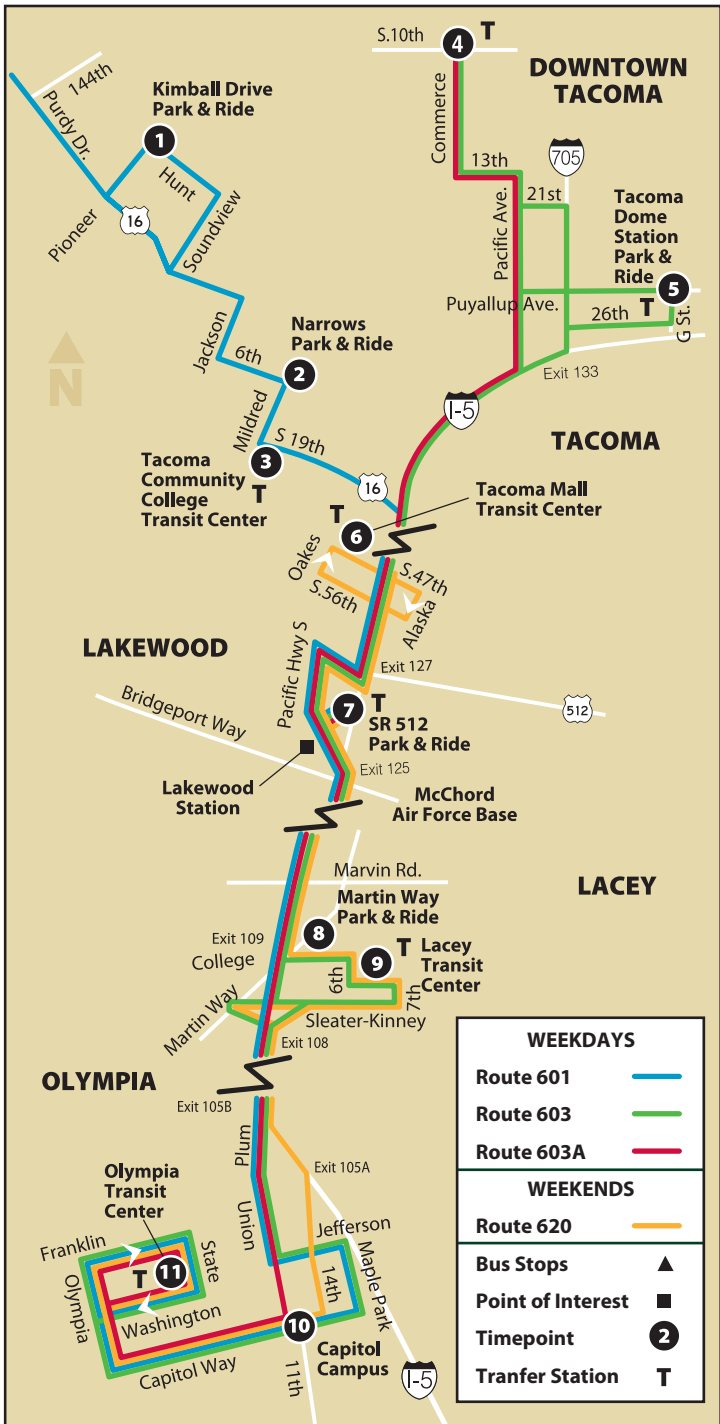 S.10th
4
T
DOWNTOWN
TACOMA
144th
Purdy Dr.
Kimball Drive
Park & Ride
1
Hunt
Commerce
13th
705
21st
Pacific Ave.
Tacoma
Dome
Station
Park &
Ride
5
T
Pioneer
16
Soundview
Puyallup Ave.
26th
G St.
Exit 133
N
Jackson
6th
Narrows
Park & Ride
2
Mildred
S 19th
3
Tacoma
Community
College
Transit Center
T
I-5
TACOMA
16
Tacoma Mall
Transit Center
T
6
Oakes
S.47th
S.56th
Alaska
LAKEWOOD
Pacific Hwy S
Exit 127
Bridgeport Way
7
T
SR 512
Park & Ride
512
Lakewood
Station
Exit 125
McChord
Air Force Base
Marvin Rd.
LACEY
Martin Way
Park & Ride
8
Exit 109
College
9
T
Lacey
Transit
Center
6th
7th
Martin Way
Sleater-Kinney
Exit 108
OLYMPIA
Exit 105B
Plum
Exit 105A
Union
Olympia
Transit
Center
Franklin
State
Jefferson
Maple Park
T
11
Olympia
Washington
14th
10
Capitol Way
Capitol
Campus
11th
I-5
WEEKDAYS
Route 601
Route 603
Route 603A
WEEKENDS
Route 620
Bus Stops
Point of Interest
Timepoint
2
Tranfer Station
T